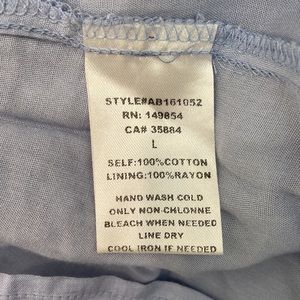 STYLE#AB161052
RN: 149854
CA# 35884
L
SELF:100%COTTON
LINING:100%RAYON
HAND WASH COLD
ONLY NON-CHLONNE
BLEACH WHEN NEEDED
LINE DRY
COOL IRON IF NEEDED